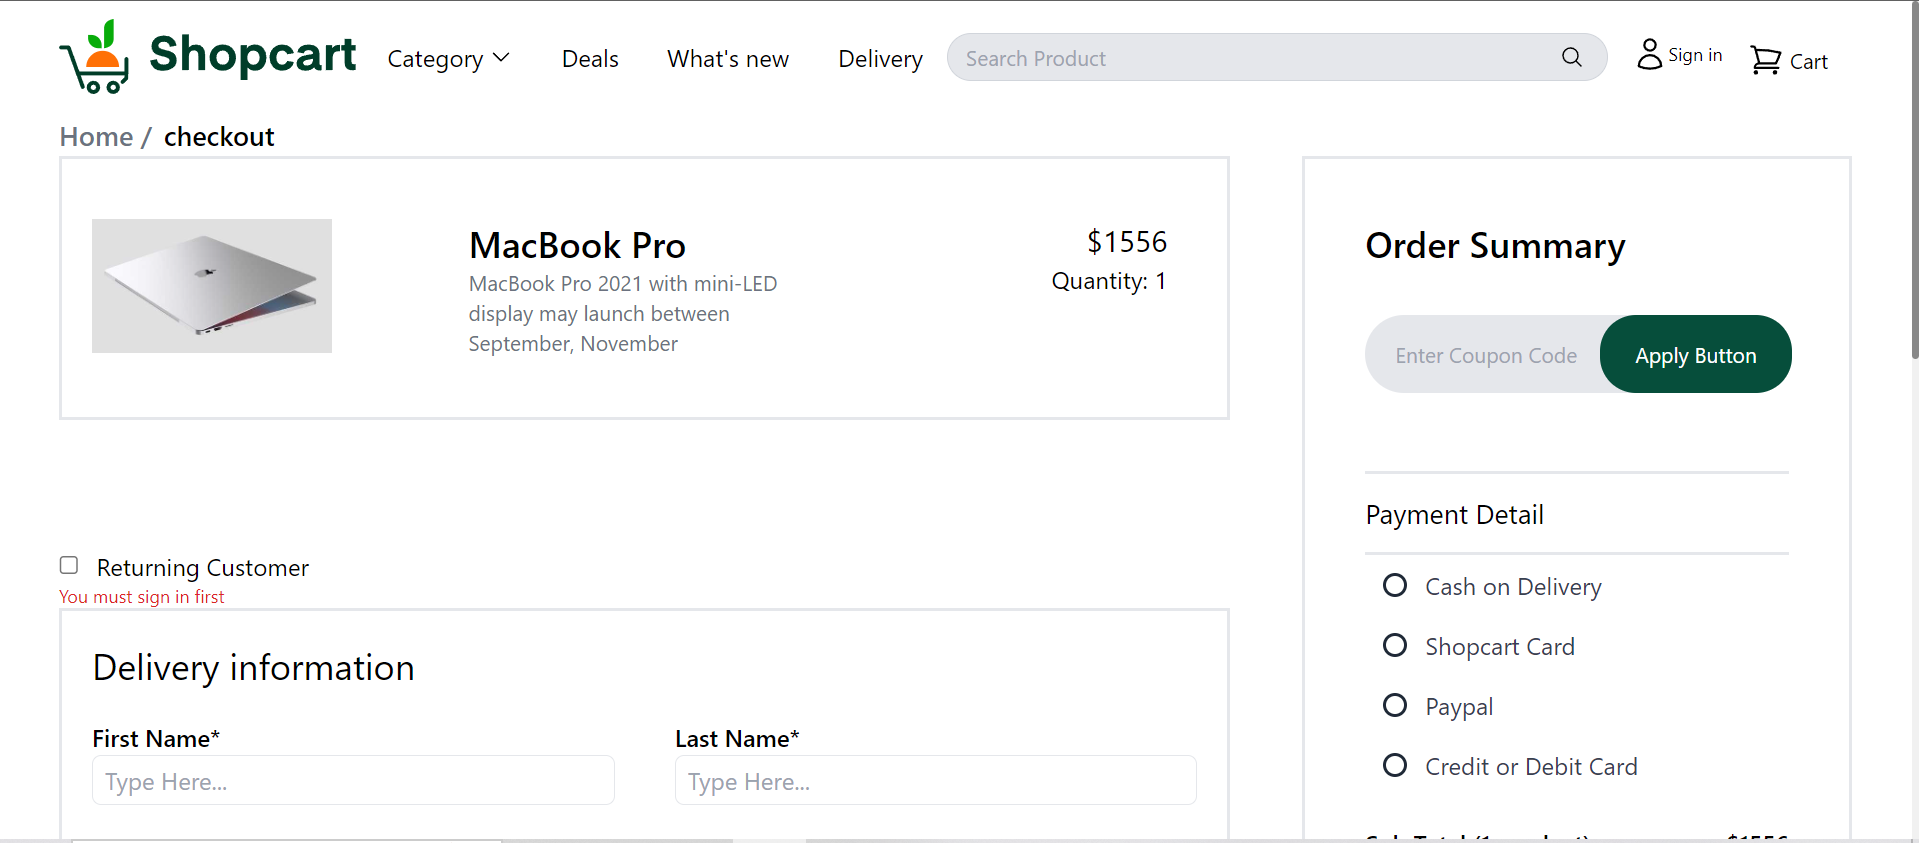 Shopcart
Category
Deals
What's new
Delivery
Search Product
Sign in
Cart
Home / checkout
MacBook Pro
MacBook Pro 2021 with mini-LED
display may launch between
September, November
$1556
Quantity: 1
Returning Customer
You must sign in first
Delivery information
First Name*
Last Name*
Type Here...
Type Here...
Order Summary
Enter Coupon Code
Apply Button
Payment Detail
Cash on Delivery
Shopcart Card
Paypal
Credit or Debit Card